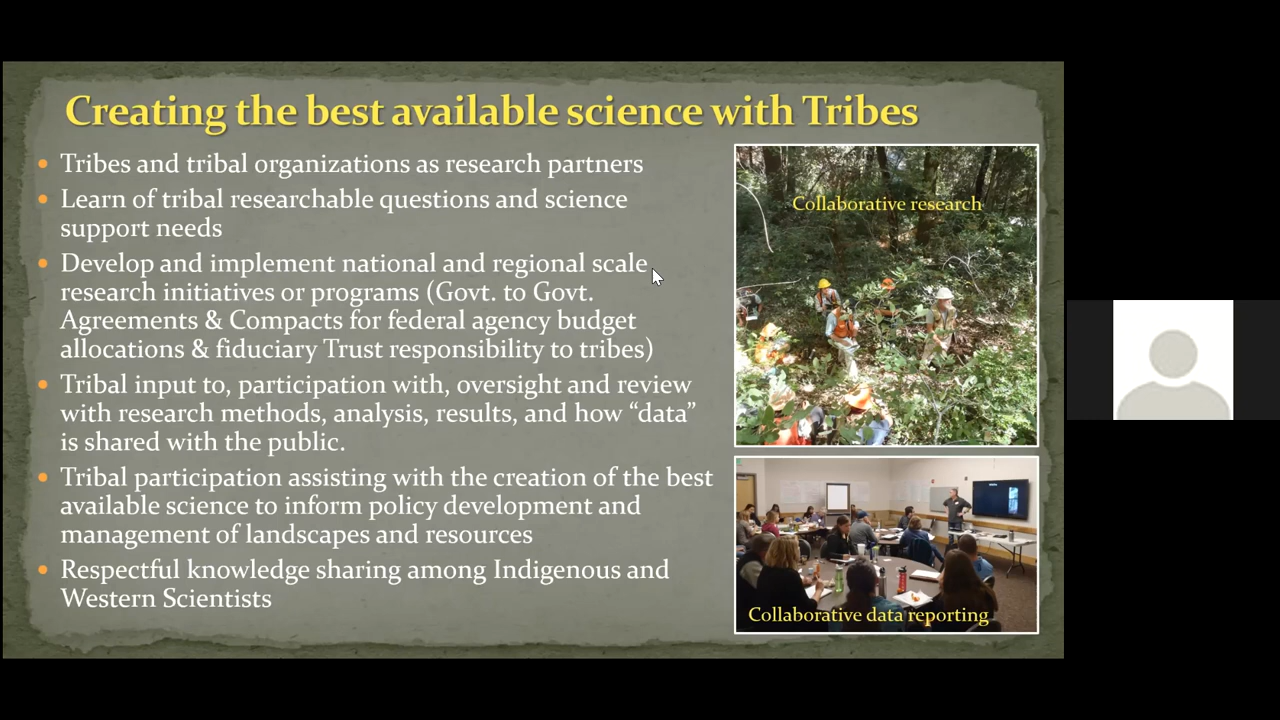 Creating the best available science with Tribes
Tribes and tribal organizations as research partners
Learn of tribal researchable questions and science
support needs
Develop and implement national and regional scale
research initiatives or programs (Govt. to Govt.
Agreements & Compacts for federal agency budget
allocations & fiduciary Trust responsibility to tribes)
Tribal input to, participation with, oversight and review
with research methods, analysis, results, and how “data”
is shared with the public.
Tribal participation assisting with the creation of the best
available science to inform policy development and
management of landscapes and resources
Respectful knowledge sharing among Indigenous and
Western Scientists
Collaborative research
Collaborative data reporting